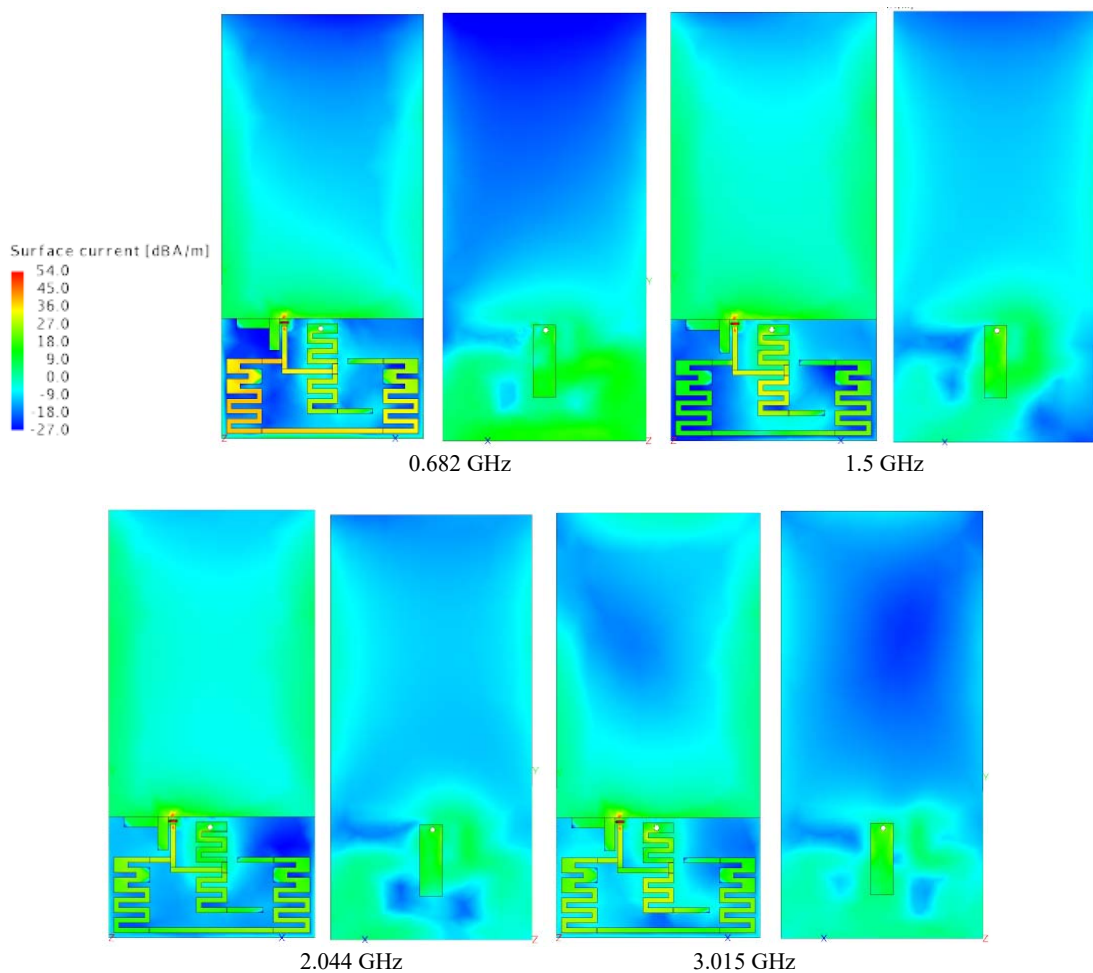 Surface current [dBA/m]
54.0
45.0
36.0
27.0
18.0
9.0
0.0
-9.0
-18.0
-27.0
Y
Z
X
X
Z
Z
X
X
0.682 GHz
1.5 GHz
Y
Y
Z
X
X
Z
Z
X
X
Z
2.044 GHz
3.015 GHz